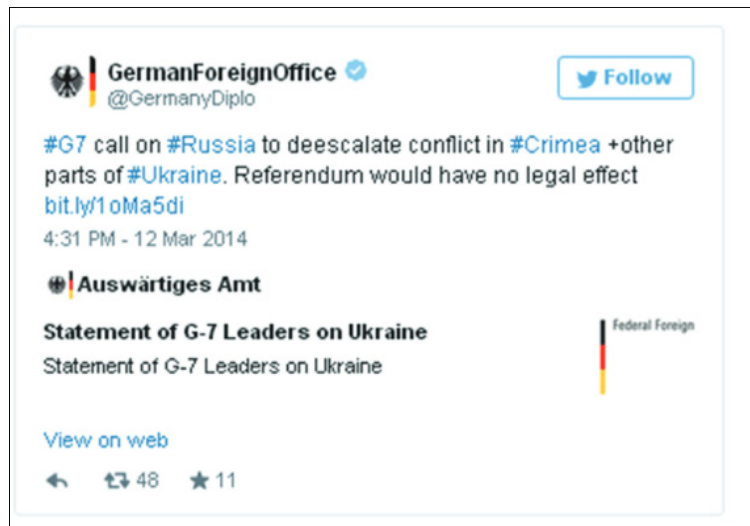 GermanForeignOffice
Follow
@GermanyDiplo
#G7 call on #Russia to deescalate conflict in #Crimea +other
parts of #Ukraine. Referendum would have no legal effect
bit.ly/1oMa5di
4:31 PM - 12 Mar 2014
Auswärtiges Amt
Statement of G-7 Leaders on Ukraine
Federal Foreign
Statement of G-7 Leaders on Ukraine
View on web
48 11